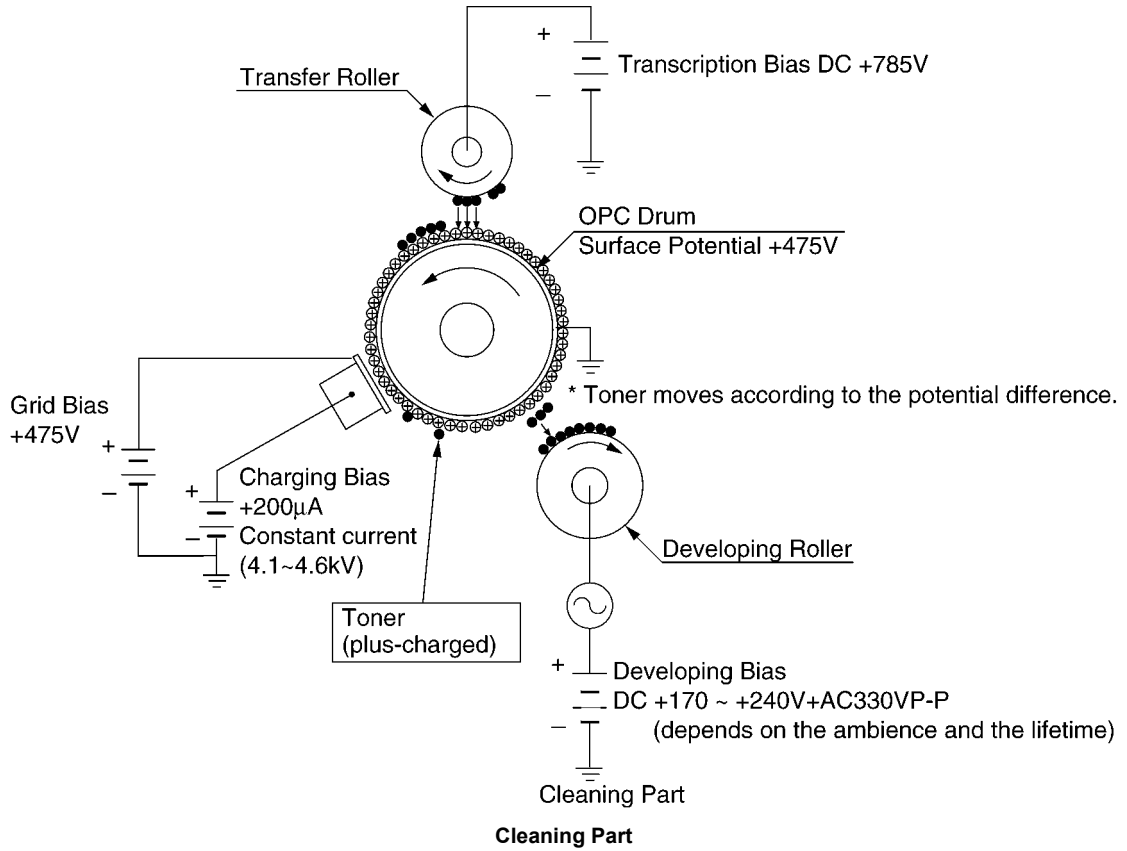 +
Transcription Bias DC +785V
−
Transfer Roller
OPC Drum
Surface Potential +475V
* Toner moves according to the potential difference.
Grid Bias
+475V
+
−
Charging Bias
+
+200μA
Constant current
−
(4.1~4.6kV)
Developing Roller
Toner
(plus-charged)
+
Developing Bias
DC +170 ~ +240V+AC330VP-P
−
(depends on the ambience and the lifetime)
Cleaning Part
Cleaning Part